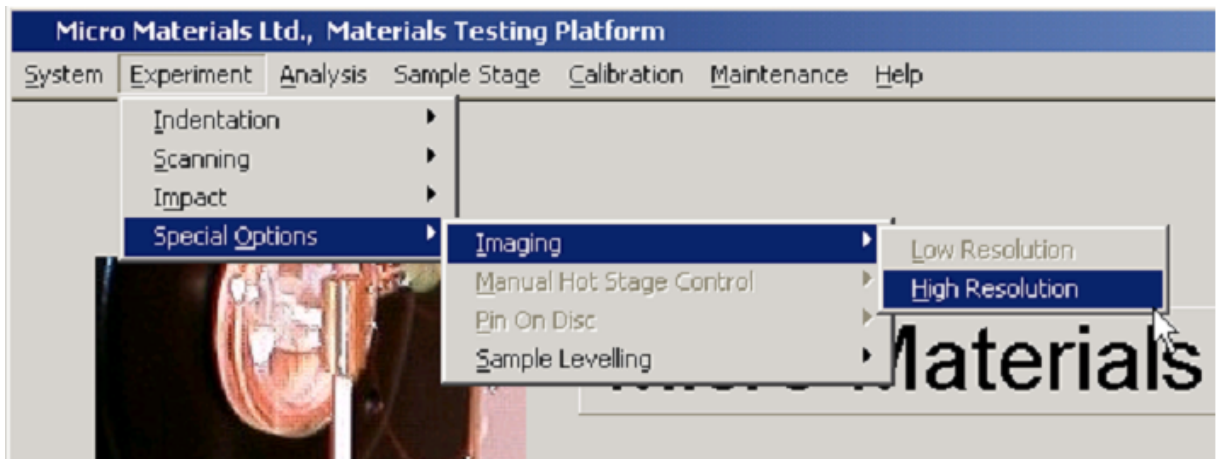 Micro Materials Ltd., Materials Testing Platform
System Experiment Analysis Sample Stage Calibration Maintenance Help
Indentation
Scanning
Impact
Special Options
Imaging
Manual Hot Stage Control
Pin On Disc
Sample Levelling
Low Resolution
High Resolution
Micro Materials